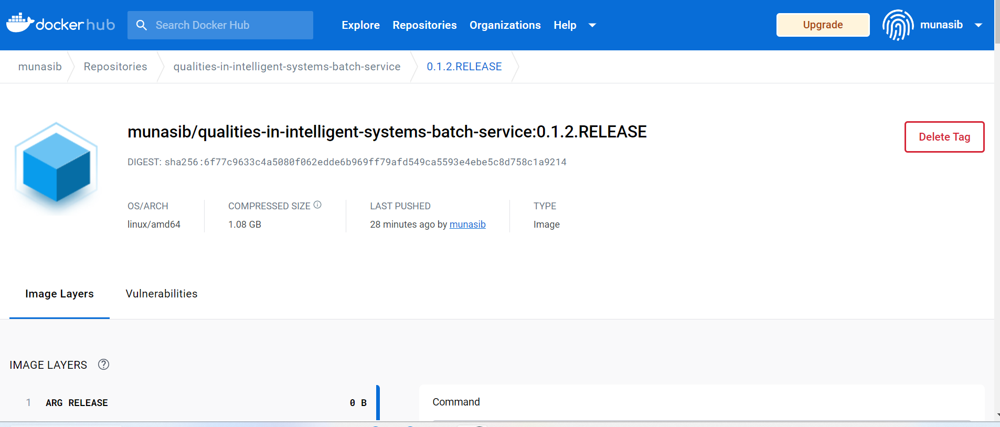 dockerhub Search Docker Hub Explore Repositories Organizations Help Upgrade munasib
munasib Repositories qualities-in-intelligent-systems-batch-service 0.1.2.RELEASE
munasib/qualities-in-intelligent-systems-batch-service:0.1.2.RELEASE
Delete Tag
DIGEST: sha256:6f77c9633c4a5080f062edde6b969ff79afd549ca5593e4ebe5c8d758c1a9214
OS/ARCH COMPRESSED SIZE LAST PUSHED TYPE
linux/amd64 1.08 GB 28 minutes ago by munasib Image
Image Layers Vulnerabilities
IMAGE LAYERS
1 ARG RELEASE 0 B Command